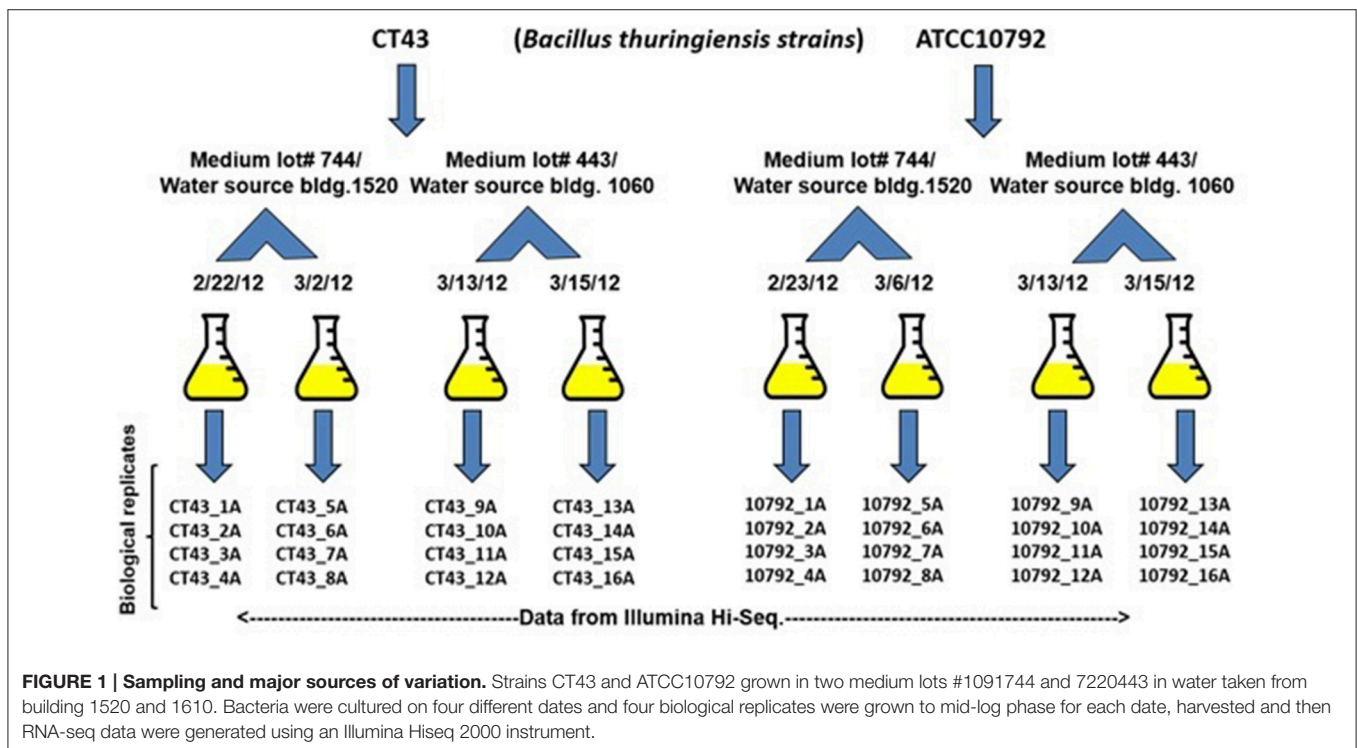 CT43 (Bacillus thuringiensis strains) ATCC10792
Medium lot# 744/ Medium lot# 443/ Medium lot# 744/ Medium lot# 443/
Water source bldg.1520 Water source bldg. 1060 Water source bldg.1520 Water source bldg. 1060
2/22/12 3/2/12 3/13/12 3/15/12 2/23/12 3/6/12 3/13/12 3/15/12
Biological replicates
CT43_1A CT43_5A CT43_9A CT43_13A 10792_1A 10792_5A 10792_9A 10792_13A
CT43_2A CT43_6A CT43_10A CT43_14A 10792_2A 10792_6A 10792_10A 10792_14A
CT43_3A CT43_7A CT43_11A CT43_15A 10792_3A 10792_7A 10792_11A 10792_15A
CT43_4A CT43_8A CT43_12A CT43_16A 10792_4A 10792_8A 10792_12A 10792_16A
<-----------------------Data from Illumina Hi-Seq.----------------------------->
FIGURE 1 | Sampling and major sources of variation. Strains CT43 and ATCC10792 grown in two medium lots #1091744 and 7220443 in water taken from
building 1520 and 1610. Bacteria were cultured on four different dates and four biological replicates were grown to mid-log phase for each date, harvested and then
RNA-seq data were generated using an Illumina Hiseq 2000 instrument.